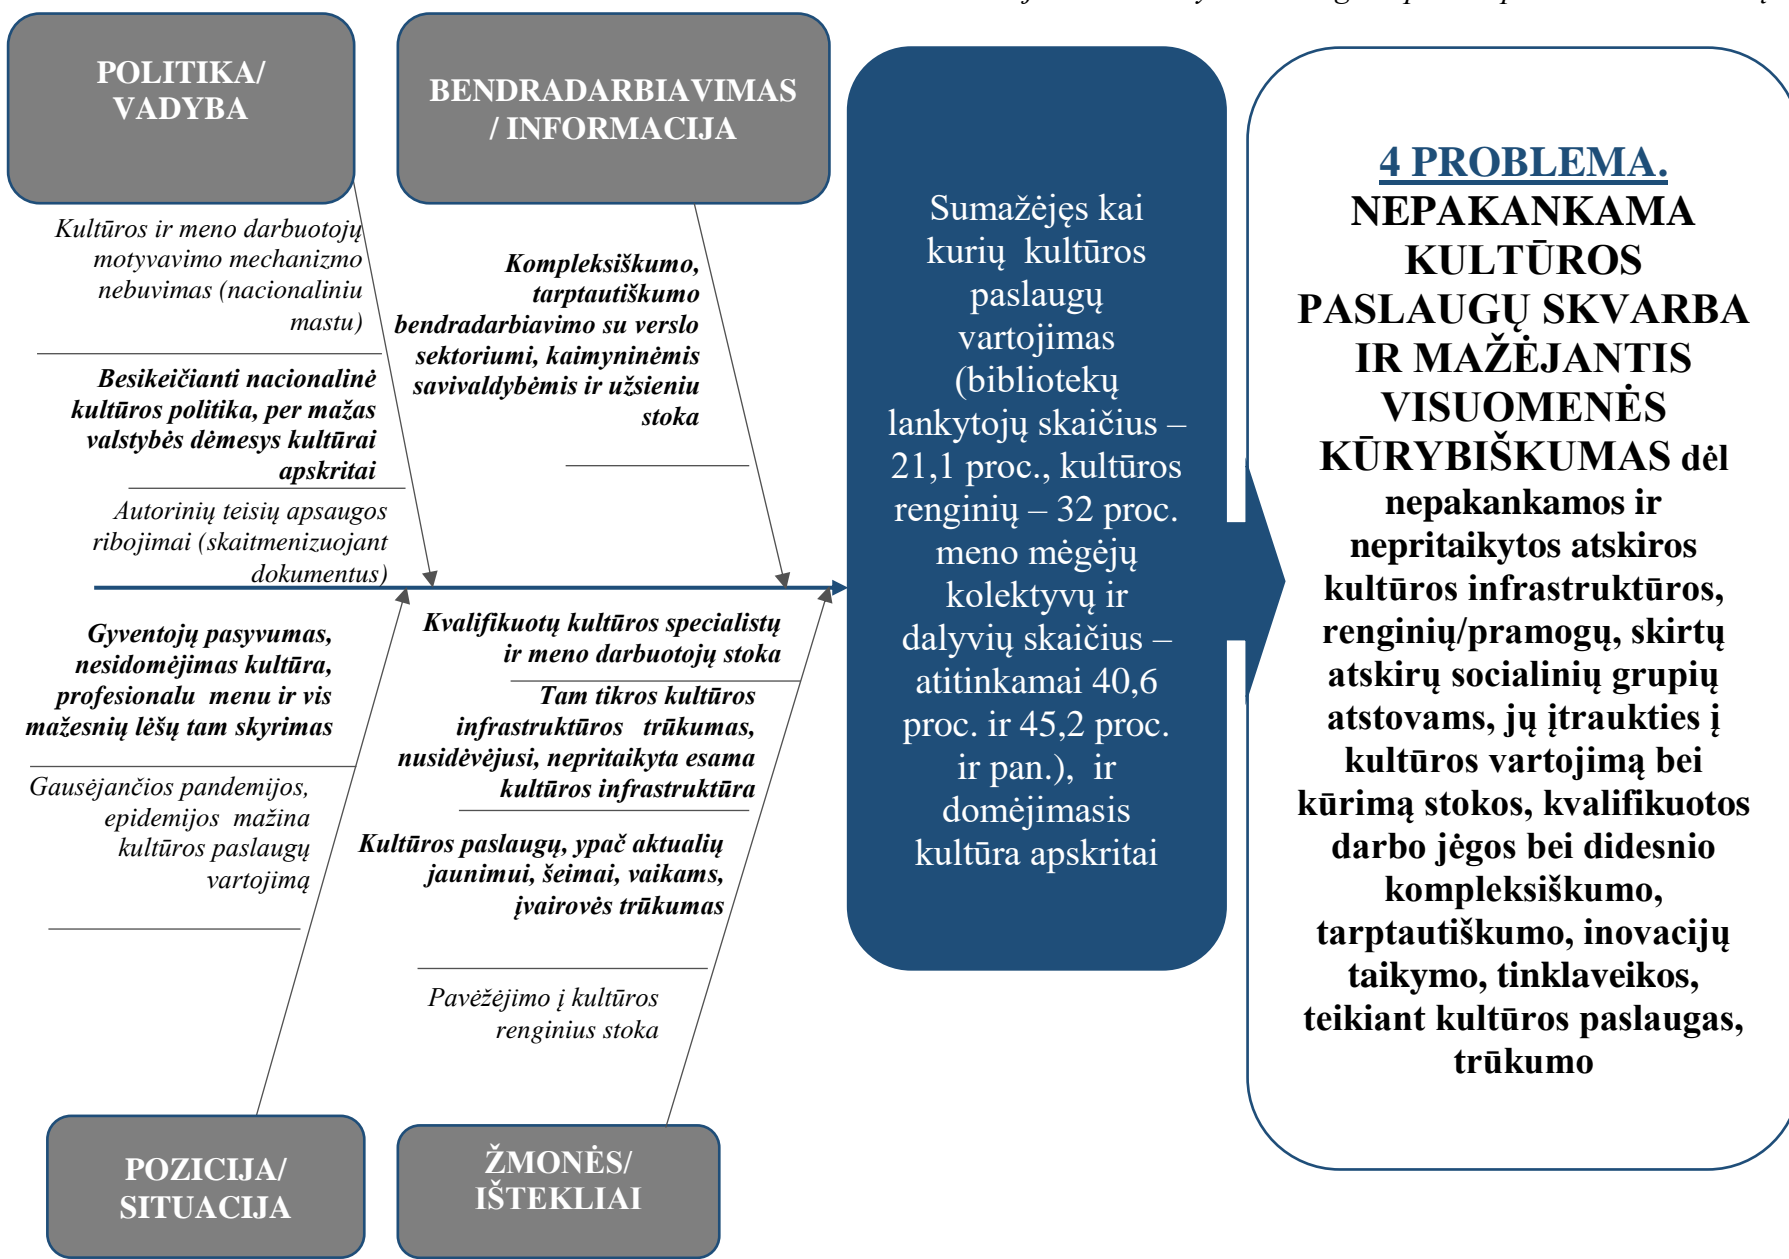 POLITIKA/
VADYBA
BENDRADARBIAVIMAS
/ INFORMACIJA
Kultūros ir meno darbuotojų
motyvavimo mechanizmo
nebuvimas (nacionaliniu
mastu)
Besikeičianti nacionalinė
kultūros politika, per mažas
valstybės dėmesys kultūrai
apskritai
Autorinių teisių apsaugos
ribojimai (skaitmenizuojant
dokumentus)
Kompleksiškumo,
tarptautiškumo
bendradarbiavimo su verslo
sektoriumi, kaimyninėmis
savivaldybėmis ir užsieniu
stoka
Gyventojų pasyvumas,
nesidomėjimas kultūra,
profesionalu  menu ir vis
mažesnių lėšų tam skyrimas
Gausėjančios pandemijos,
epidemijos  mažina
kultūros paslaugų
vartojimą
Kvalifikuotų kultūros specialistų
ir meno darbuotojų stoka
Tam tikros kultūros
infrastruktūros   trūkumas,
nusidėvėjusi, nepritaikyta esama
kultūros infrastruktūra
Kultūros paslaugų, ypač aktualių
jaunimui, šeimai, vaikams,
įvairovės trūkumas
Pavėžėjimo į kultūros
renginius stoka
POZICIJA/
SITUACIJA
ŽMONĖS/
IŠTEKLIAI
Sumažėjęs kai
kurių  kultūros
paslaugų
vartojimas
(bibliotekų
lankytojų skaičius –
21,1 proc., kultūros
renginių – 32 proc.
meno mėgėjų
kolektyvų ir
dalyvių skaičius –
atitinkamai 40,6
proc. ir 45,2 proc.
ir pan.),  ir
domėjimasis
kultūra apskritai
4 PROBLEMA.
NEPAKANKAMA
KULTŪROS
PASLAUGŲ SKVARBA
IR MAŽĖJANTIS
VISUOMENĖS
KŪRYBIŠKUMAS dėl
nepakankamos ir
nepritaikytos atskiros
kultūros infrastruktūros,
renginių/pramogų, skirtų
atskirų socialinių grupių
atstovams, jų įtraukties į
kultūros vartojimą bei
kūrimą stokos, kvalifikuotos
darbo jėgos bei didesnio
kompleksiškumo,
tarptautiškumo, inovacijų
taikymo, tinklaveikos,
teikiant kultūros paslaugas,
trūkumo